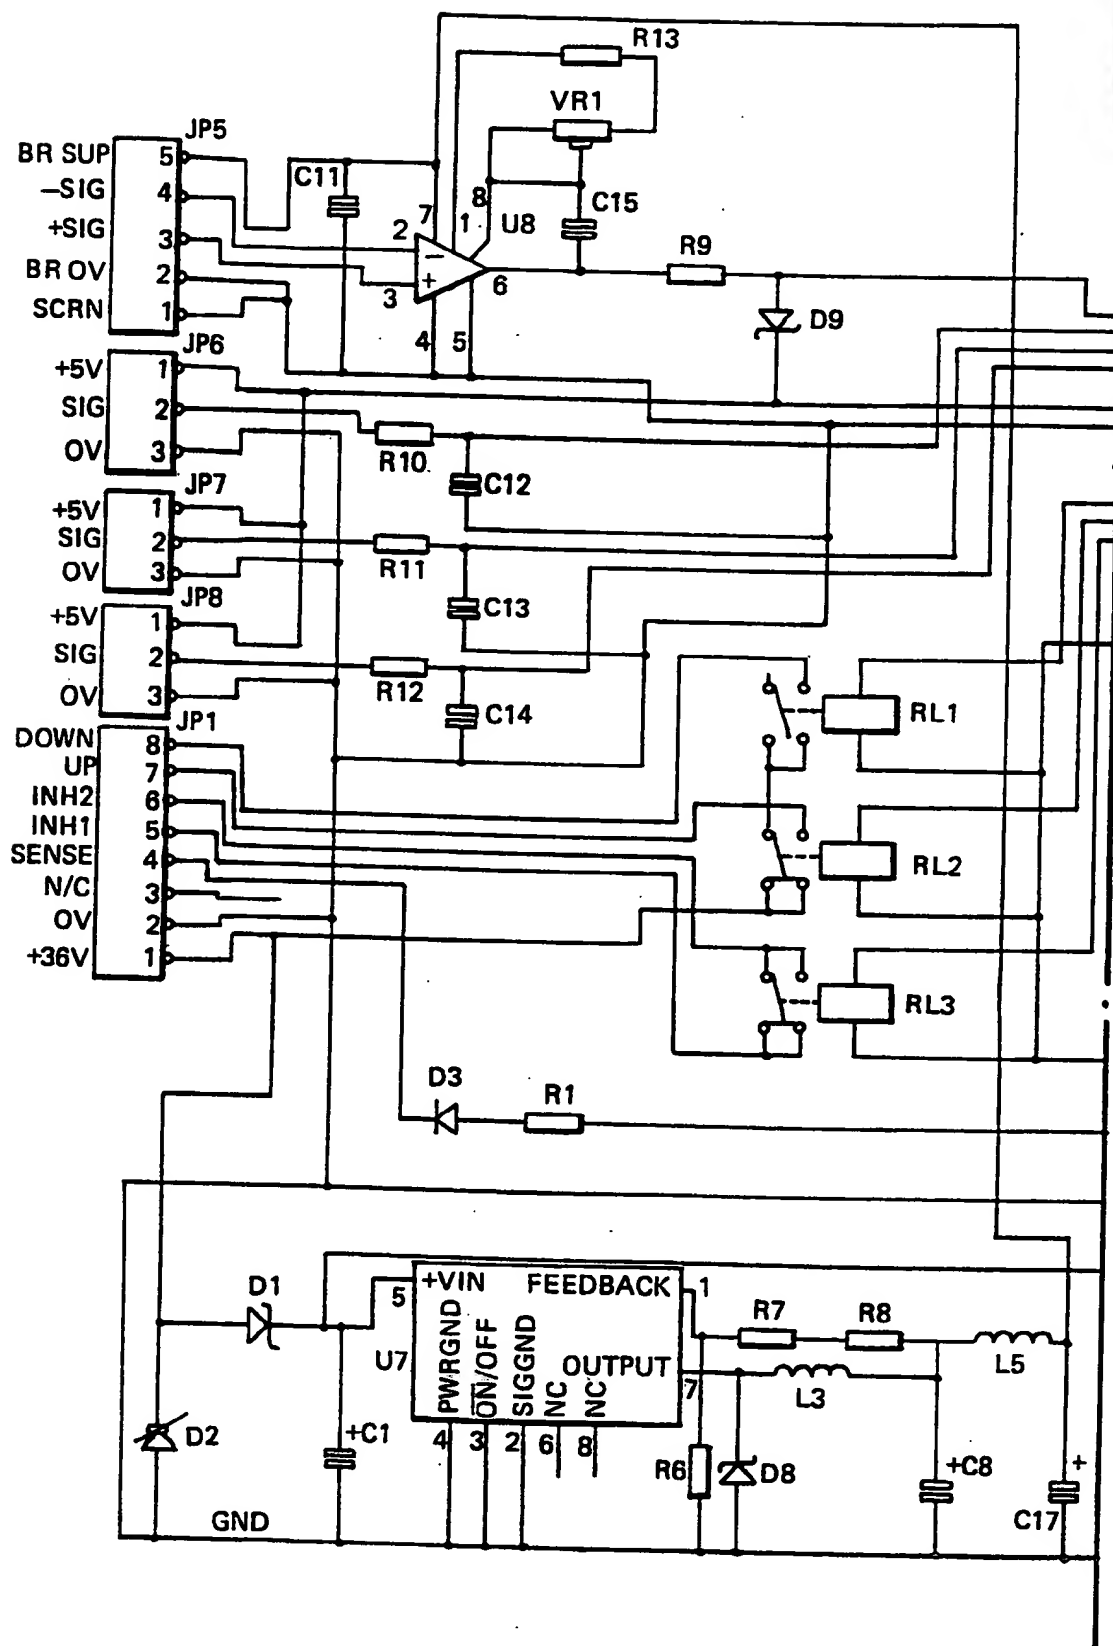 R13
VR1
JP5
BR SUP 5
C11
–SIG 4
8
C15
7
1
U8
+SIG 3
2
–
R9
BR OV 2
+
6
SCRN 1
3
D9
4
5
JP6
+5V 1
SIG 2
OV 3
R10.
C12
JP7
+5V 1
SIG 2
OV 3
R11
JP8
C13
+5V 1
SIG 2
OV 3
R12
C14
JP1
RL1
DOWN 8
UP 7
INH2 6
INH1 5
SENSE 4
RL2
N/C 3
OV 2
+36V 1
RL3
D3
R1
D1
5
+VIN
FEEDBACK
1
R7
R8
U7
PWRGND
ON/OFF
SIGGND
NC
NC
OUTPUT
7
L3
L5
D2
+C1
4
3
2
6
8
R6
D8
+C8
+
C17
GND